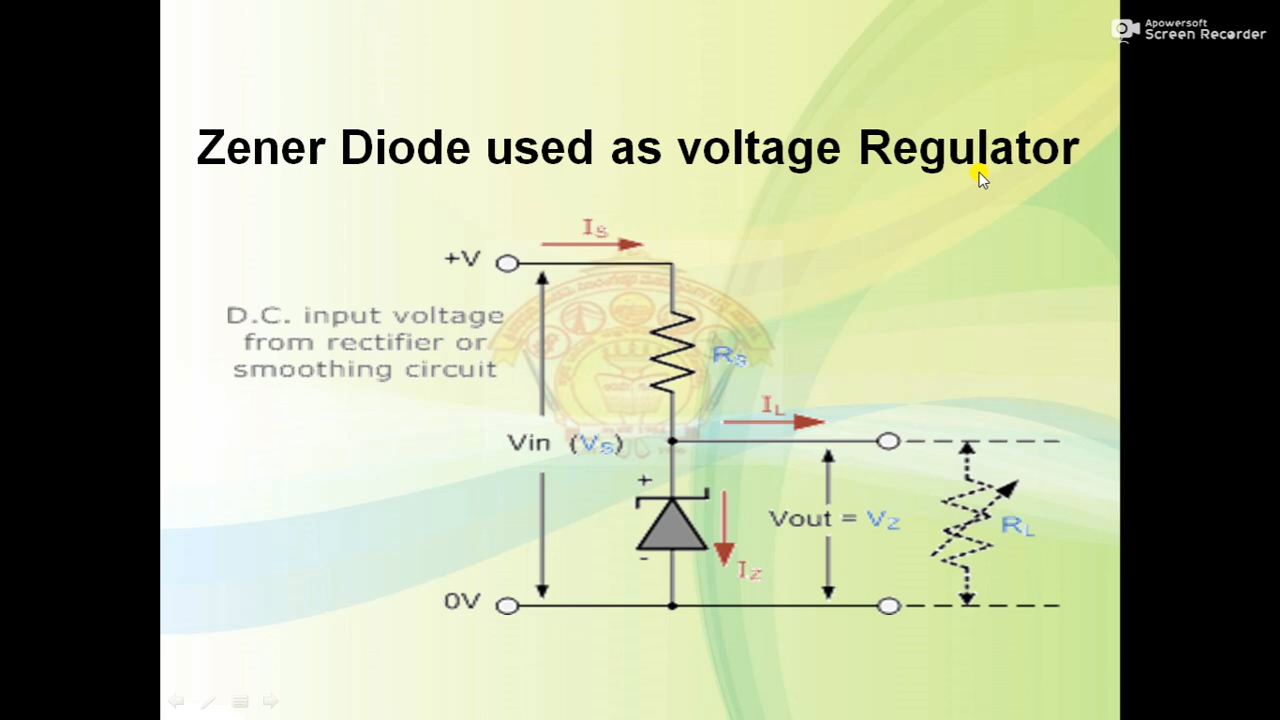 Apowersoft
Screen Recorder
Zener Diode used as voltage Regulator
IS
+V
D.C. input voltage
from rectifier or
smoothing circuit
RS
IL
Vin (VS)
+
Vout = VZ
RL
-
IZ
0V